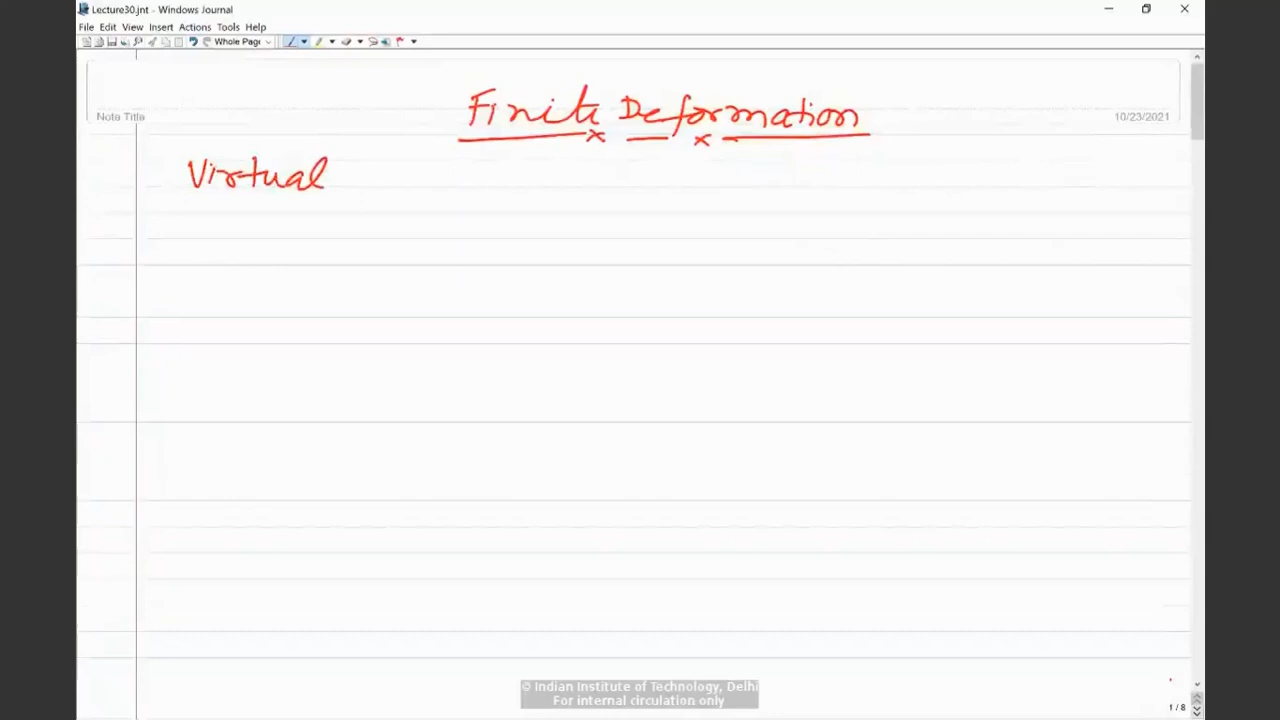 Lecture30.jnt - Windows Journal
File Edit View Insert Actions Tools Help
Whole Page
Finite Deformation
Note Title
10/23/2021
Virtual
© Indian Institute of Technology, Delhi
For internal circulation only
1 / 8